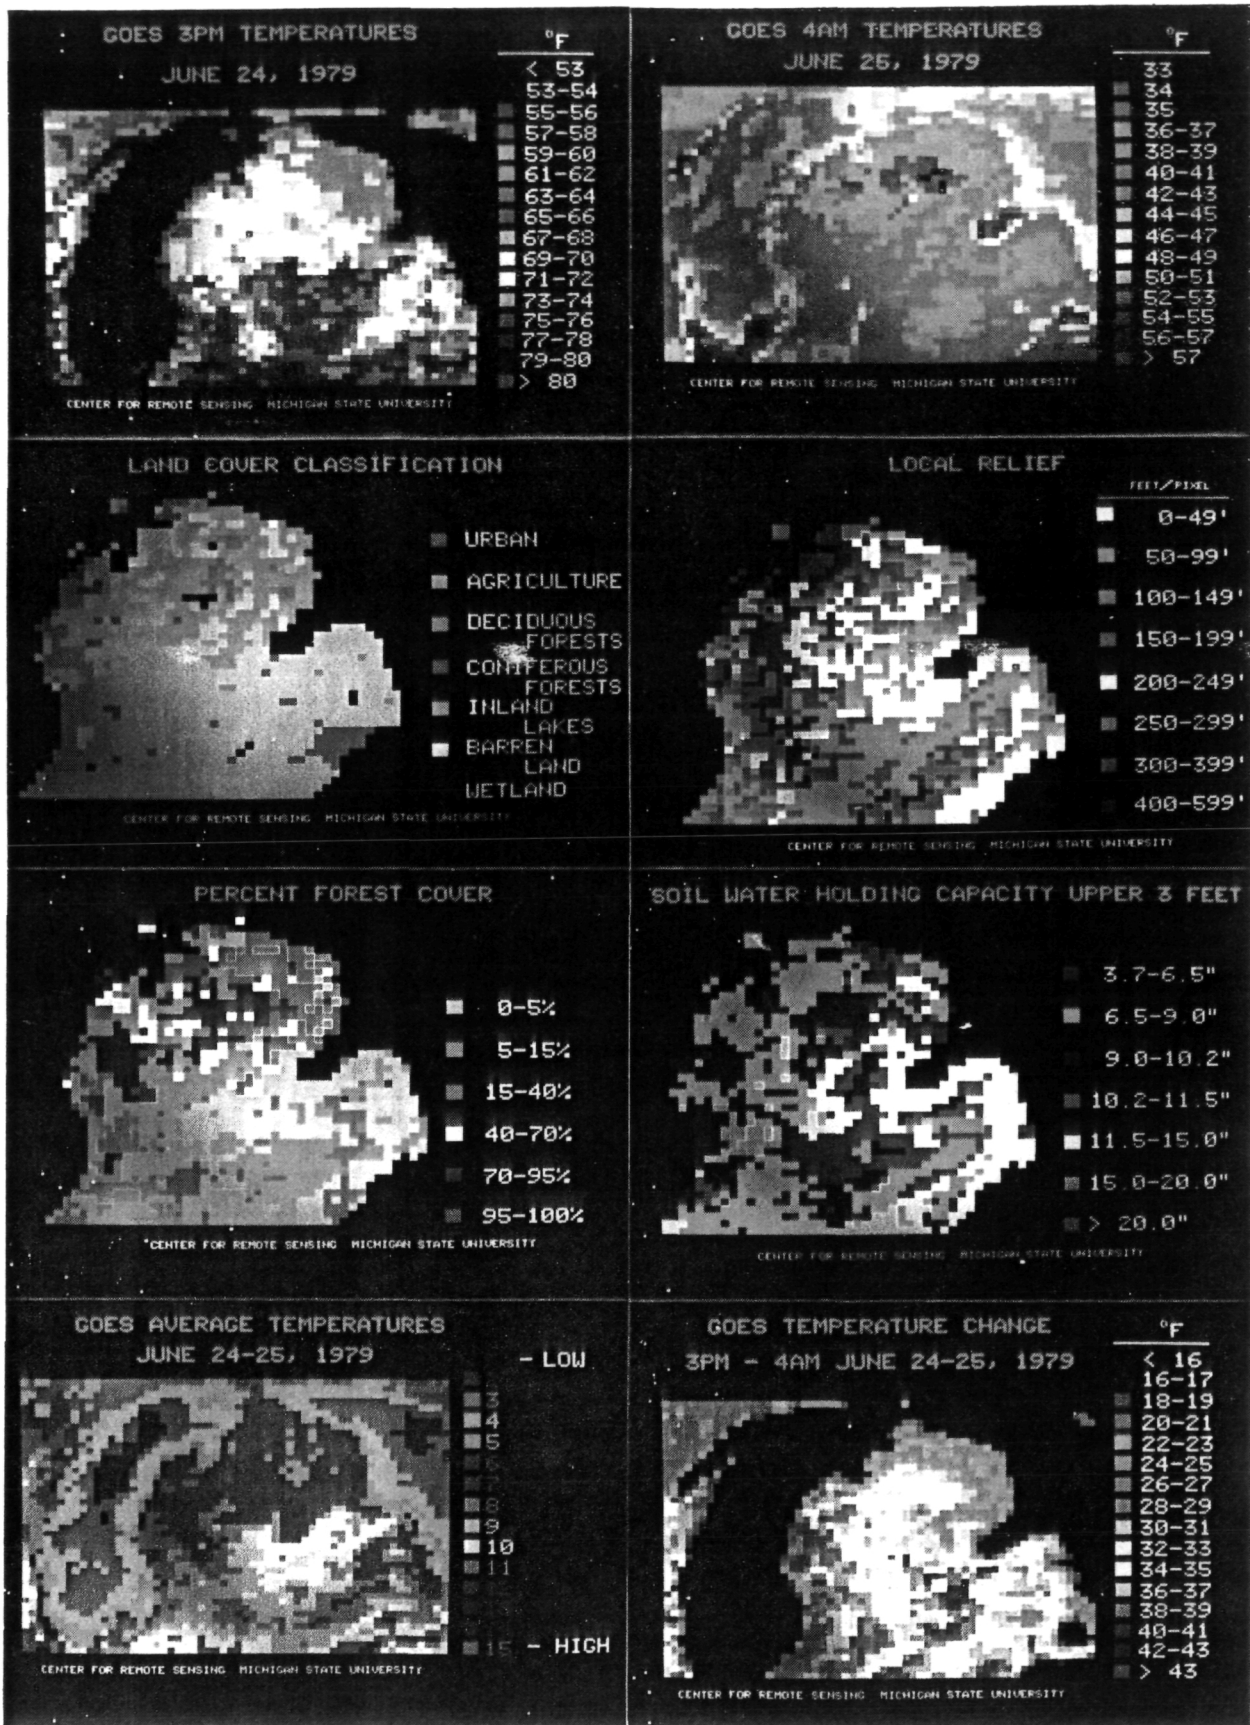 GOES 3PM TEMPERATURES
JUNE 24, 1979
°F
< 53
53-54
55-56
57-58
59-60
61-62
63-64
65-66
67-68
69-70
71-72
73-74
75-76
77-78
79-80
> 80
CENTER FOR REMOTE SENSING MICHIGAN STATE UNIVERSITY
GOES 4AM TEMPERATURES
JUNE 25, 1979
°F
33
34
35
36-37
38-39
40-41
42-43
44-45
46-47
48-49
50-51
52-53
54-55
56-57
> 57
CENTER FOR REMOTE SENSING MICHIGAN STATE UNIVERSITY
LAND COVER CLASSIFICATION
URBAN
AGRICULTURE
DECIDUOUS
FORESTS
CONIFEROUS
FORESTS
INLAND
LAKES
BARREN
LAND
WETLAND
CENTER FOR REMOTE SENSING MICHIGAN STATE UNIVERSITY
LOCAL RELIEF
FEET/PIXEL
0-49'
50-99'
100-149'
150-199'
200-249'
250-299'
300-399'
400-599'
CENTER FOR REMOTE SENSING MICHIGAN STATE UNIVERSITY
PERCENT FOREST COVER
0-5%
5-15%
15-40%
40-70%
70-95%
95-100%
CENTER FOR REMOTE SENSING MICHIGAN STATE UNIVERSITY
SOIL WATER HOLDING CAPACITY UPPER 3 FEET
3.7-6.5"
6.5-9.0"
9.0-10.2"
10.2-11.5"
11.5-15.0"
15.0-20.0"
> 20.0"
CENTER FOR REMOTE SENSING MICHIGAN STATE UNIVERSITY
GOES AVERAGE TEMPERATURES
JUNE 24-25, 1979
- LOW
3
4
5
8
9
10
11
15
- HIGH
CENTER FOR REMOTE SENSING MICHIGAN STATE UNIVERSITY
GOES TEMPERATURE CHANGE
3PM - 4AM JUNE 24-25, 1979
°F
< 16
16-17
18-19
20-21
22-23
24-25
26-27
28-29
30-31
32-33
34-35
36-37
38-39
40-41
42-43
> 43
CENTER FOR REMOTE SENSING MICHIGAN STATE UNIVERSITY